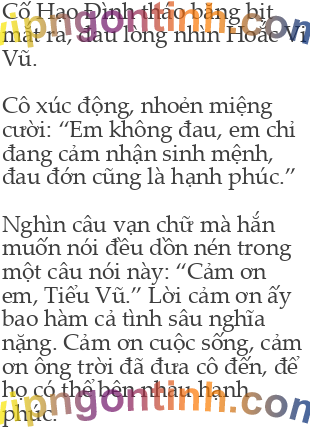 Cố Hạo Đình tháo băng bịt
mắt ra, đau lòng nhìn Hoắc Vi
Vũ.
Cô xúc động, nhoẻn miệng
cười: “Em không đau, em chỉ
đang cảm nhận sinh mệnh,
đau đớn cũng là hạnh phúc.”
Nghìn câu vạn chữ mà hắn
muốn nói đều dồn nén trong
một câu nói này: “Cảm ơn
em, Tiểu Vũ.” Lời cảm ơn ấy
bao hàm cả tình sâu nghĩa
nặng. Cảm ơn cuộc sống, cảm
ơn ông trời đã đưa cô đến, để
họ có thể bên nhau hạnh
phúc.